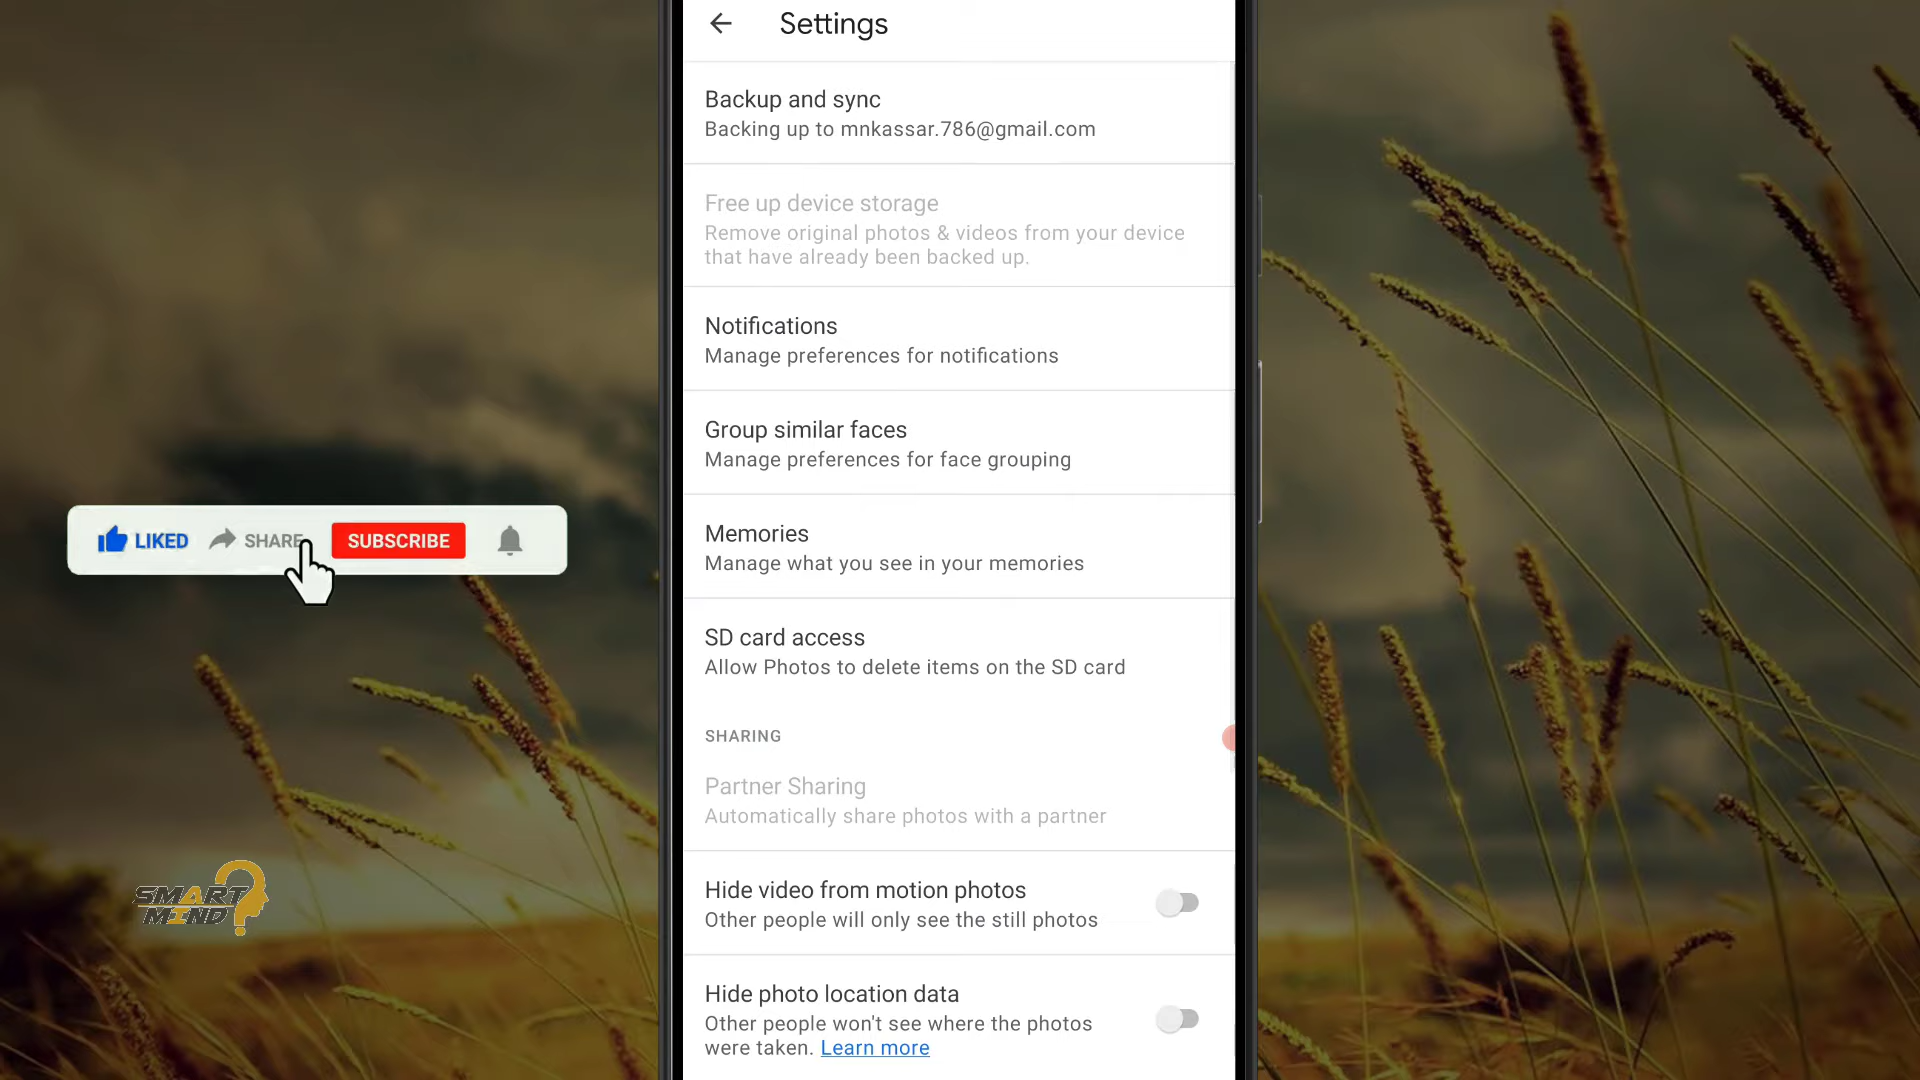 Settings
Backup and sync
Backing up to mnkassar.786@gmail.com
Free up device storage
Remove original photos & videos from your device
that have already been backed up.
Notifications
Manage preferences for notifications
Group similar faces
Manage preferences for face grouping
Memories
Manage what you see in your memories
SD card access
Allow Photos to delete items on the SD card
SHARING
Partner Sharing
Automatically share photos with a partner
Hide video from motion photos
Other people will only see the still photos
Hide photo location data
Other people won't see where the photos
were taken. Learn more
LIKED SHARE SUBSCRIBE
SMART
MIND